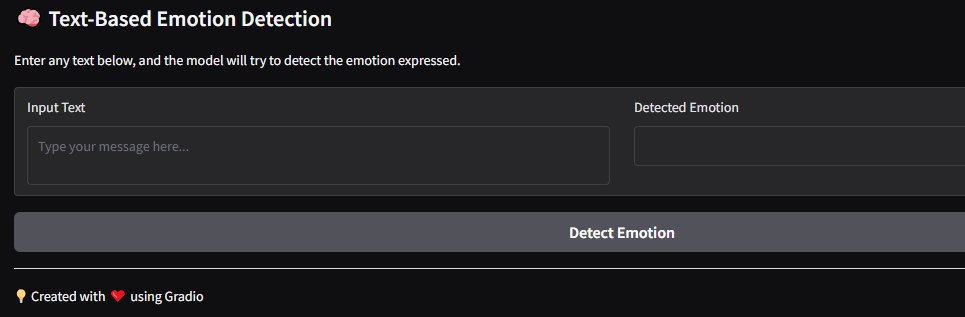 🧠 Text-Based Emotion Detection
Enter any text below, and the model will try to detect the emotion expressed.
Input Text
Type your message here...
Detected Emotion
Detect Emotion
💡 Created with ❤️ using Gradio